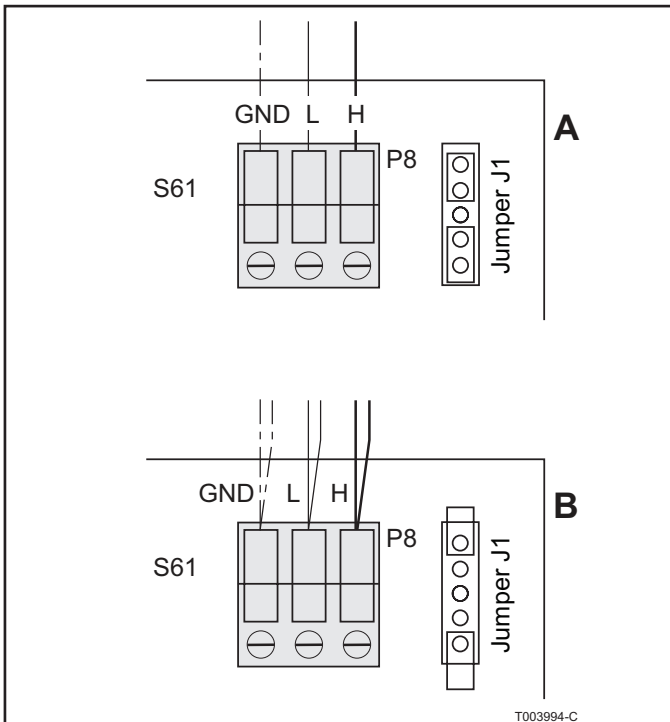 GND L H
A
P8
S61
Jumper J1
GND L H
B
P8
S61
Jumper J1
T003994-C